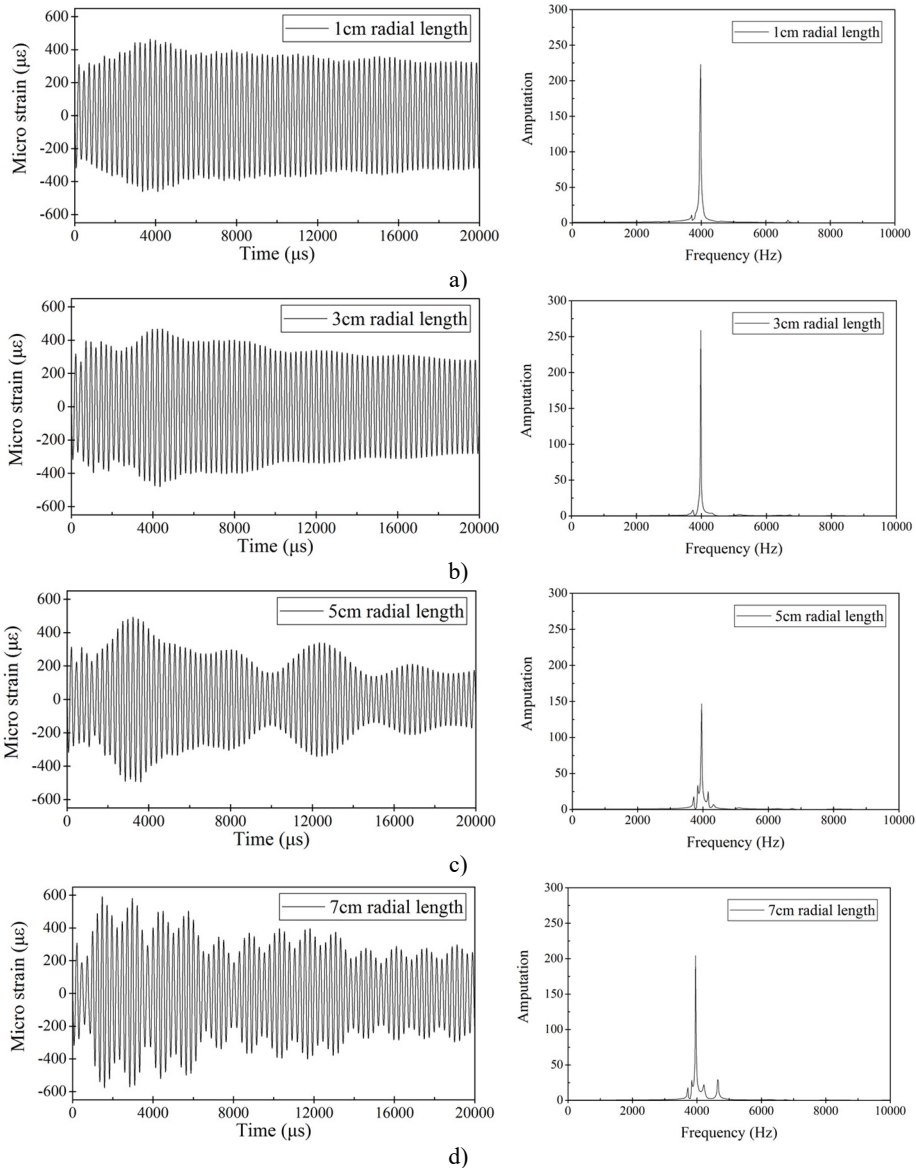 1cm radial length
600
400
200
0
-200
-400
-600
Micro strain (με)
0 4000 8000 12000 16000 20000
Time (μs)
1cm radial length
300
250
200
150
100
50
0
Amputation
0 2000 4000 6000 8000 10000
Frequency (Hz)
a)
3cm radial length
600
400
200
0
-200
-400
-600
Micro strain (με)
0 4000 8000 12000 16000 20000
Time (μs)
3cm radial length
300
250
200
150
100
50
0
Amputation
0 2000 4000 6000 8000 10000
Frequency (Hz)
b)
5cm radial length
600
400
200
0
-200
-400
-600
Micro strain (με)
0 4000 8000 12000 16000 20000
Time (μs)
5cm radial length
300
250
200
150
100
50
0
Amputation
0 2000 4000 6000 8000 10000
Frequency (Hz)
c)
7cm radial length
600
400
200
0
-200
-400
-600
Micro strain (με)
0 4000 8000 12000 16000 20000
Time (μs)
7cm radial length
300
250
200
150
100
50
0
Amputation
0 2000 4000 6000 8000 10000
Frequency (Hz)
d)